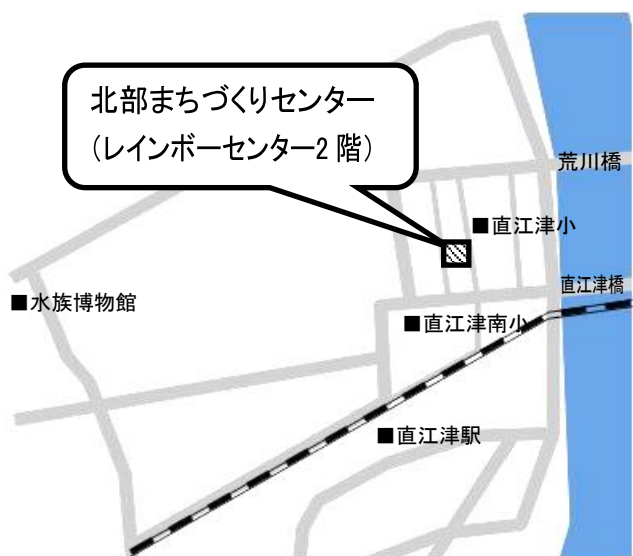 北部まちづくりセンター
（レインボーセンター2 階）
荒川橋
■直江津小
直江津橋
■水族博物館
■直江津南小
■直江津駅